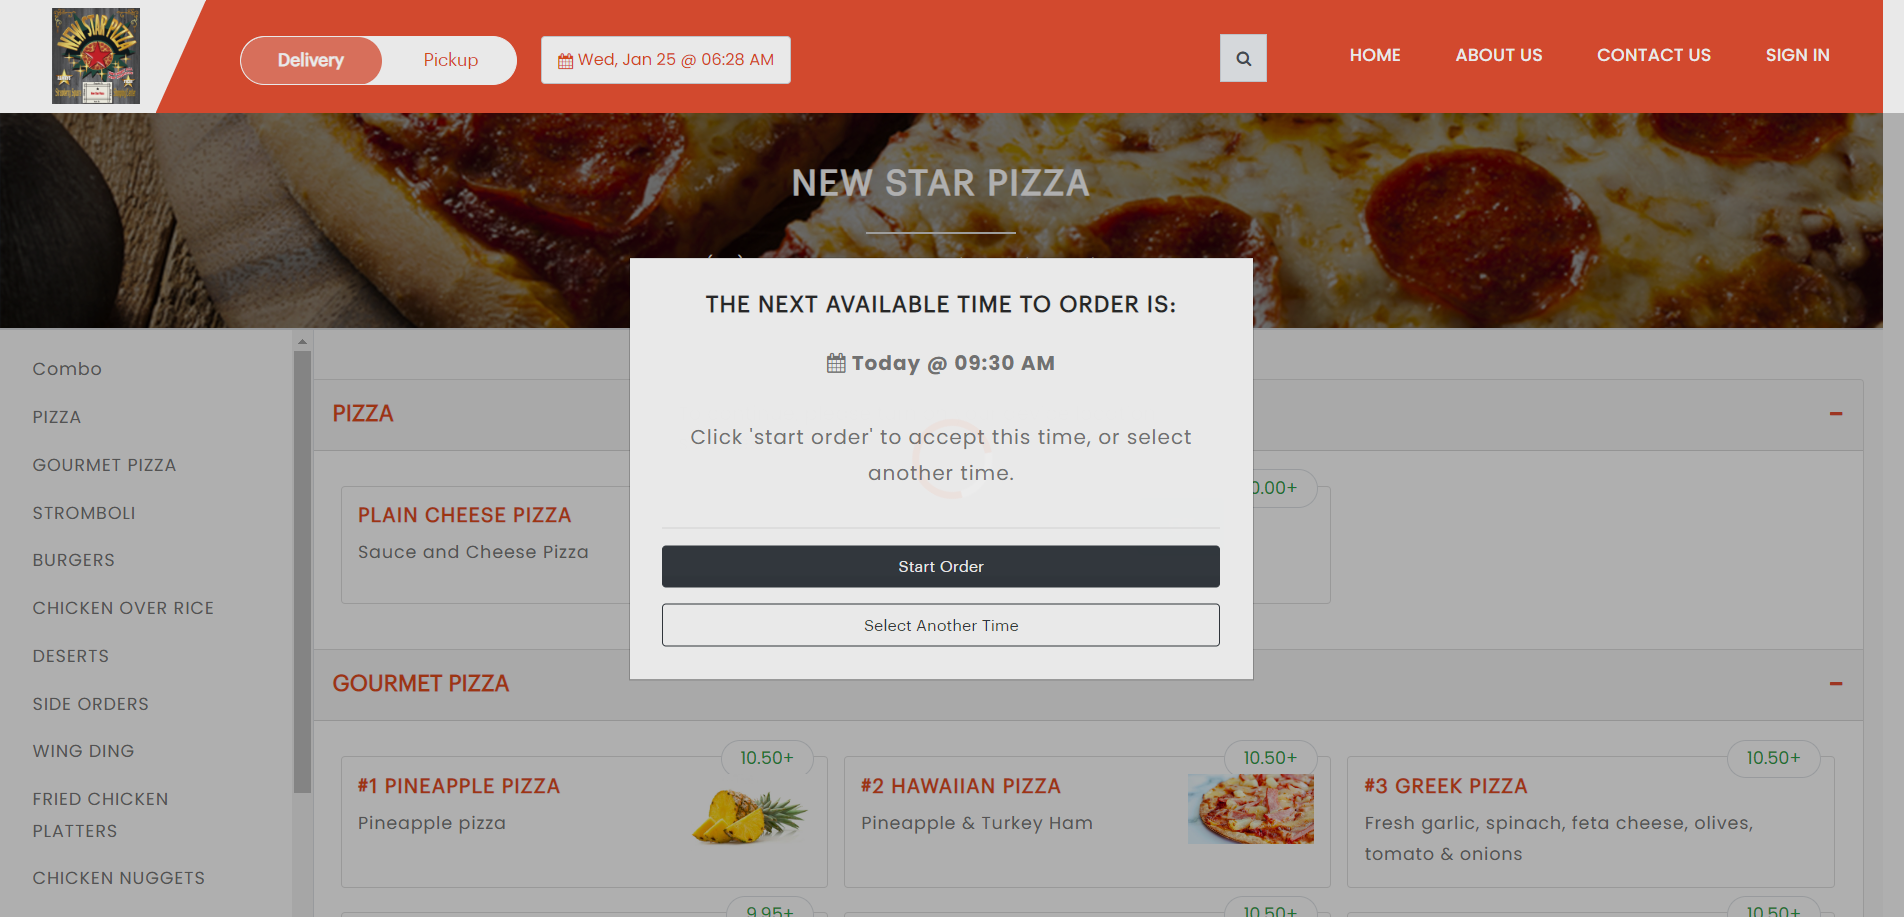 NEW STAR PIZZA
Delivery
Pickup
Wed, Jan 25 @ 06:28 AM
HOME
ABOUT US
CONTACT US
SIGN IN
NEW STAR PIZZA
THE NEXT AVAILABLE TIME TO ORDER IS:
Today @ 09:30 AM
Click 'start order' to accept this time, or select
another time.
Start Order
Select Another Time
Combo
PIZZA
GOURMET PIZZA
STROMBOLI
BURGERS
CHICKEN OVER RICE
DESERTS
SIDE ORDERS
WING DING
FRIED CHICKEN
PLATTERS
CHICKEN NUGGETS
PIZZA
PLAIN CHEESE PIZZA
Sauce and Cheese Pizza
0.00+
GOURMET PIZZA
10.50+
#1 PINEAPPLE PIZZA
Pineapple pizza
10.50+
#2 HAWAIIAN PIZZA
Pineapple & Turkey Ham
10.50+
#3 GREEK PIZZA
Fresh garlic, spinach, feta cheese, olives,
tomato & onions
9.95+
10.50+
10.50+